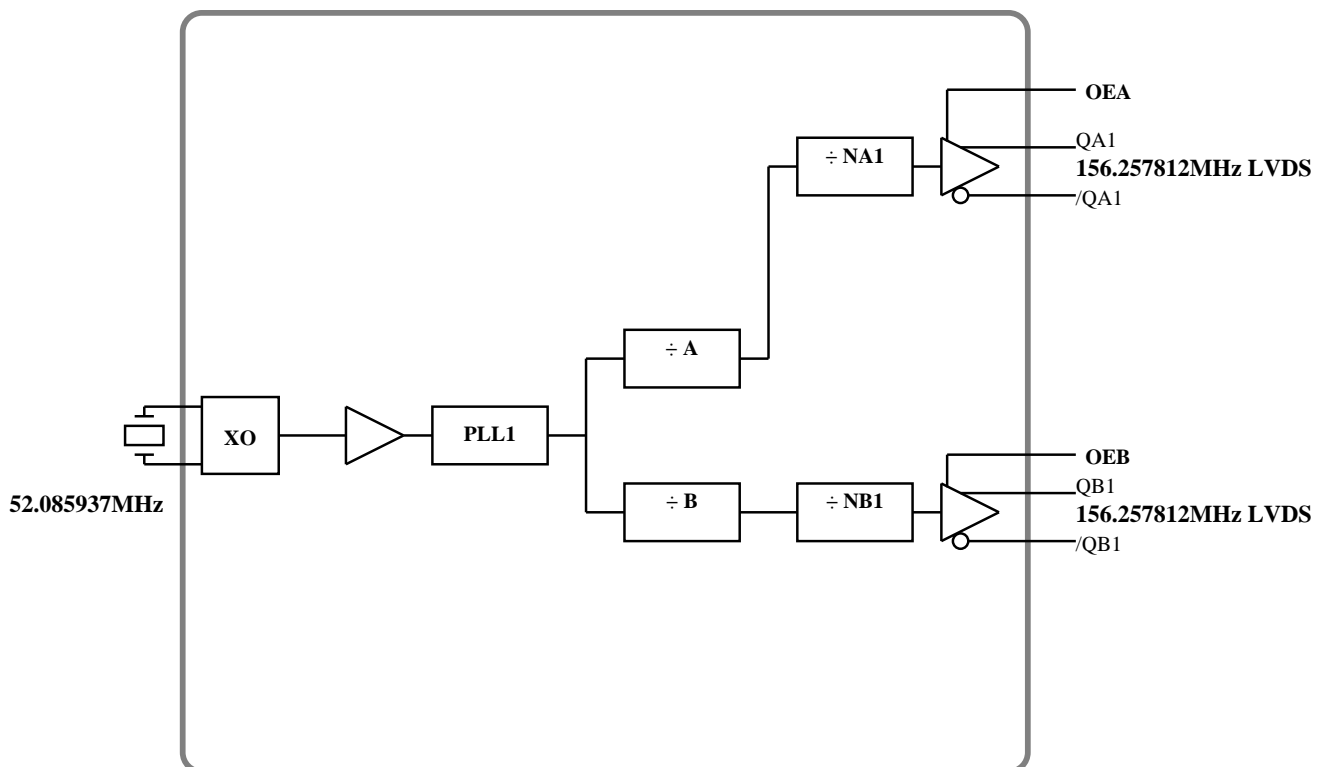 OEA
QA1
÷ NA1
156.257812MHz LVDS
/QA1
÷ A
XO
PLL1
OEB
QB1
52.085937MHz
÷ B
÷ NB1
156.257812MHz LVDS
/QB1